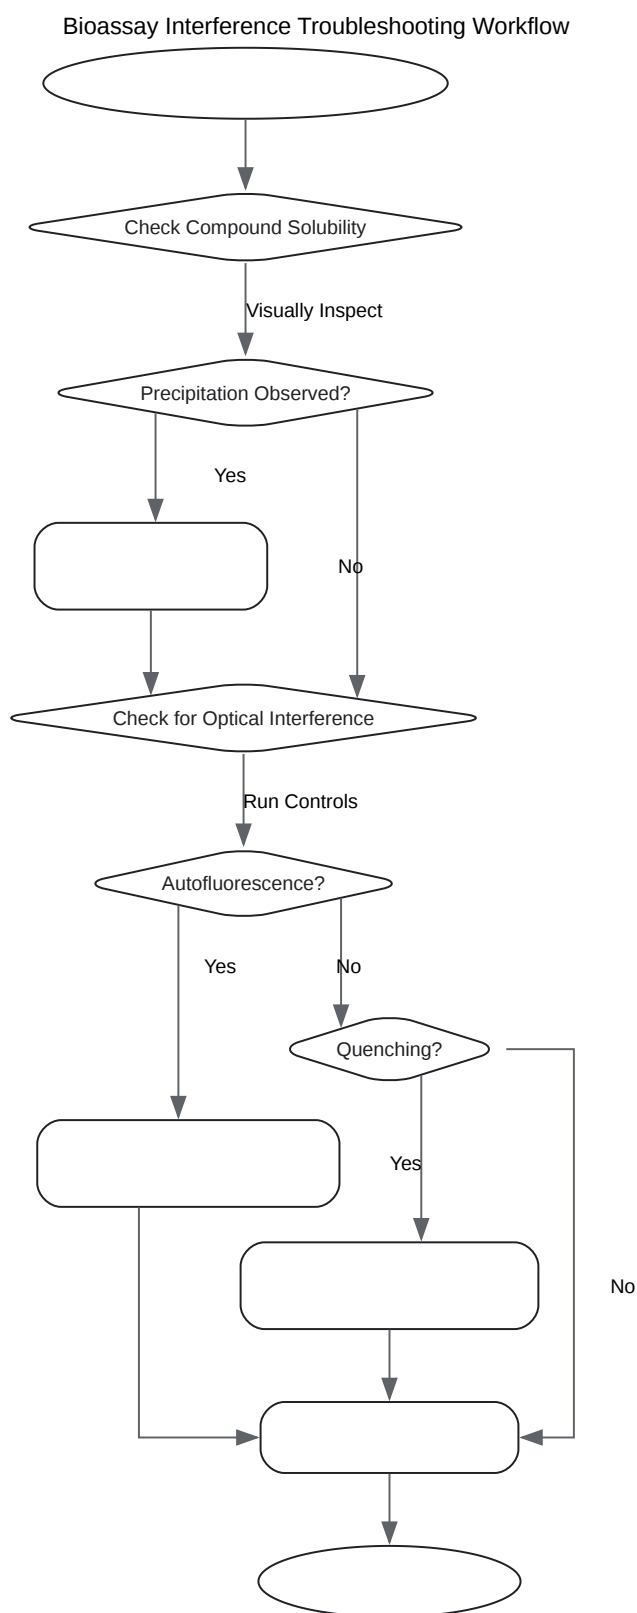 Bioassay Interference Troubleshooting Workflow
Check Compound Solubility
Visually Inspect
Precipitation Observed?
Yes
No
Check for Optical Interference
Run Controls
Autofluorescence?
Yes
No
Quenching?
Yes
No